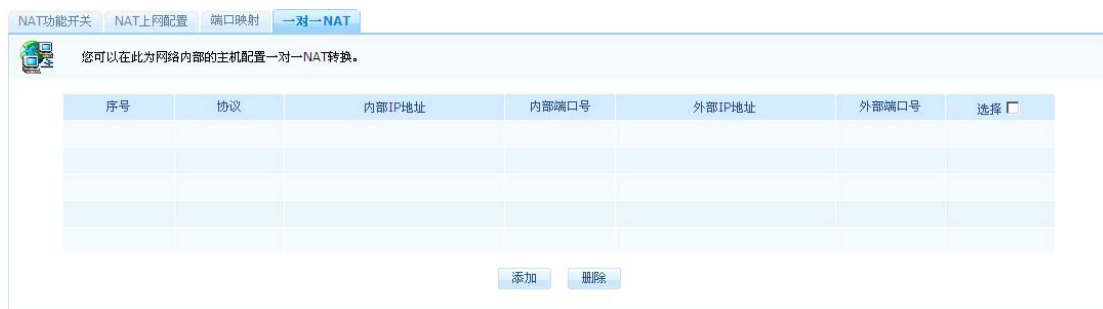 NAT功能开关 NAT上网配置 端口映射 一对一NAT
您可以在此为网络内部的主机配置一对一NAT转换。
序号 协议 内部IP地址 内部端口号 外部IP地址 外部端口号 选择
添加 删除